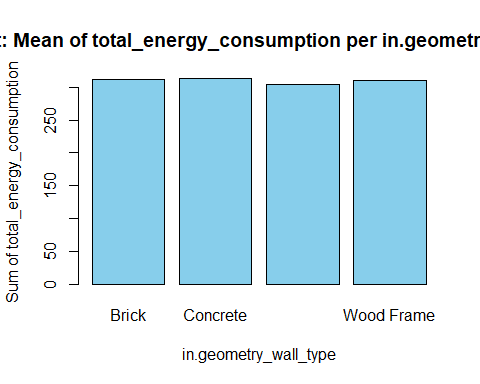 t: Mean of total_energy_consumption per in.geometr
Sum of total_energy_consumption
250
150
50
0
Brick Concrete Wood Frame
in.geometry_wall_type